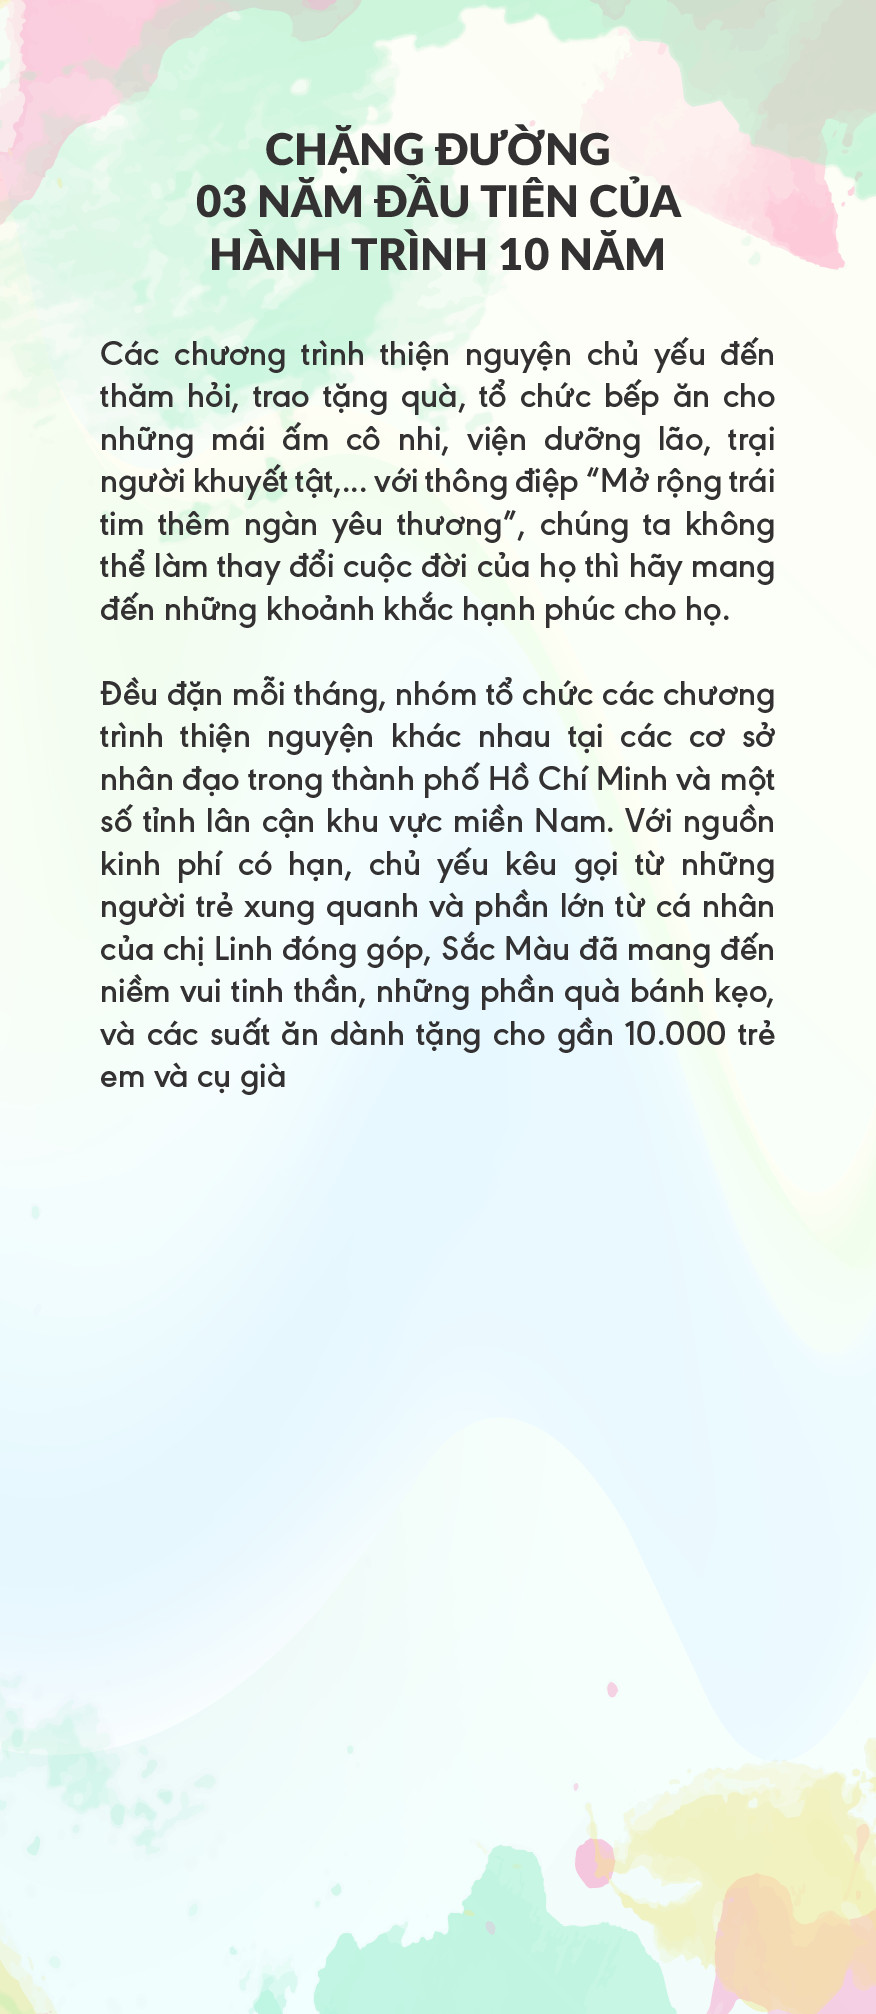 CHẶNG ĐƯỜNG
03 NĂM ĐẦU TIÊN CỦA
HÀNH TRÌNH 10 NĂM
Các chương trình thiện nguyện chủ yếu đến
thăm hỏi, trao tặng quà, tổ chức bếp ăn cho
những mái ấm cô nhi, viện dưỡng lão, trại
người khuyết tật,... với thông điệp “Mở rộng trái
tim thêm ngàn yêu thương”, chúng ta không
thể làm thay đổi cuộc đời của họ thì hãy mang
đến những khoảnh khắc hạnh phúc cho họ.
Đều đặn mỗi tháng, nhóm tổ chức các chương
trình thiện nguyện khác nhau tại các cơ sở
nhân đạo trong thành phố Hồ Chí Minh và một
số tỉnh lân cận khu vực miền Nam. Với nguồn
kinh phí có hạn, chủ yếu kêu gọi từ những
người trẻ xung quanh và phần lớn từ cá nhân
của chị Linh đóng góp, Sắc Màu đã mang đến
niềm vui tinh thần, những phần quà bánh kẹo,
và các suất ăn dành tặng cho gần 10.000 trẻ
em và cụ già